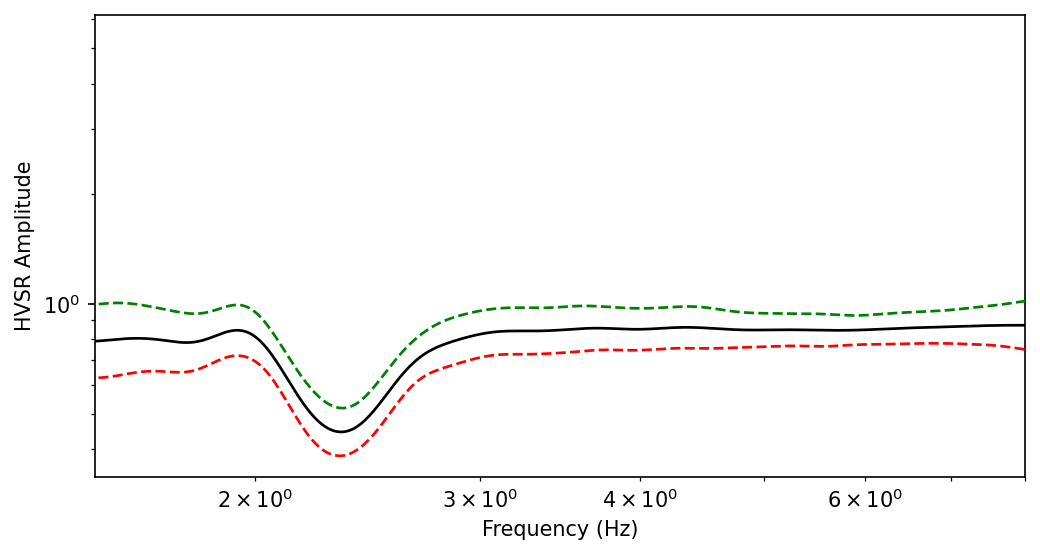 HVSR Amplitude
10⁰
2 × 10⁰ 3 × 10⁰ 4 × 10⁰ 6 × 10⁰
Frequency (Hz)